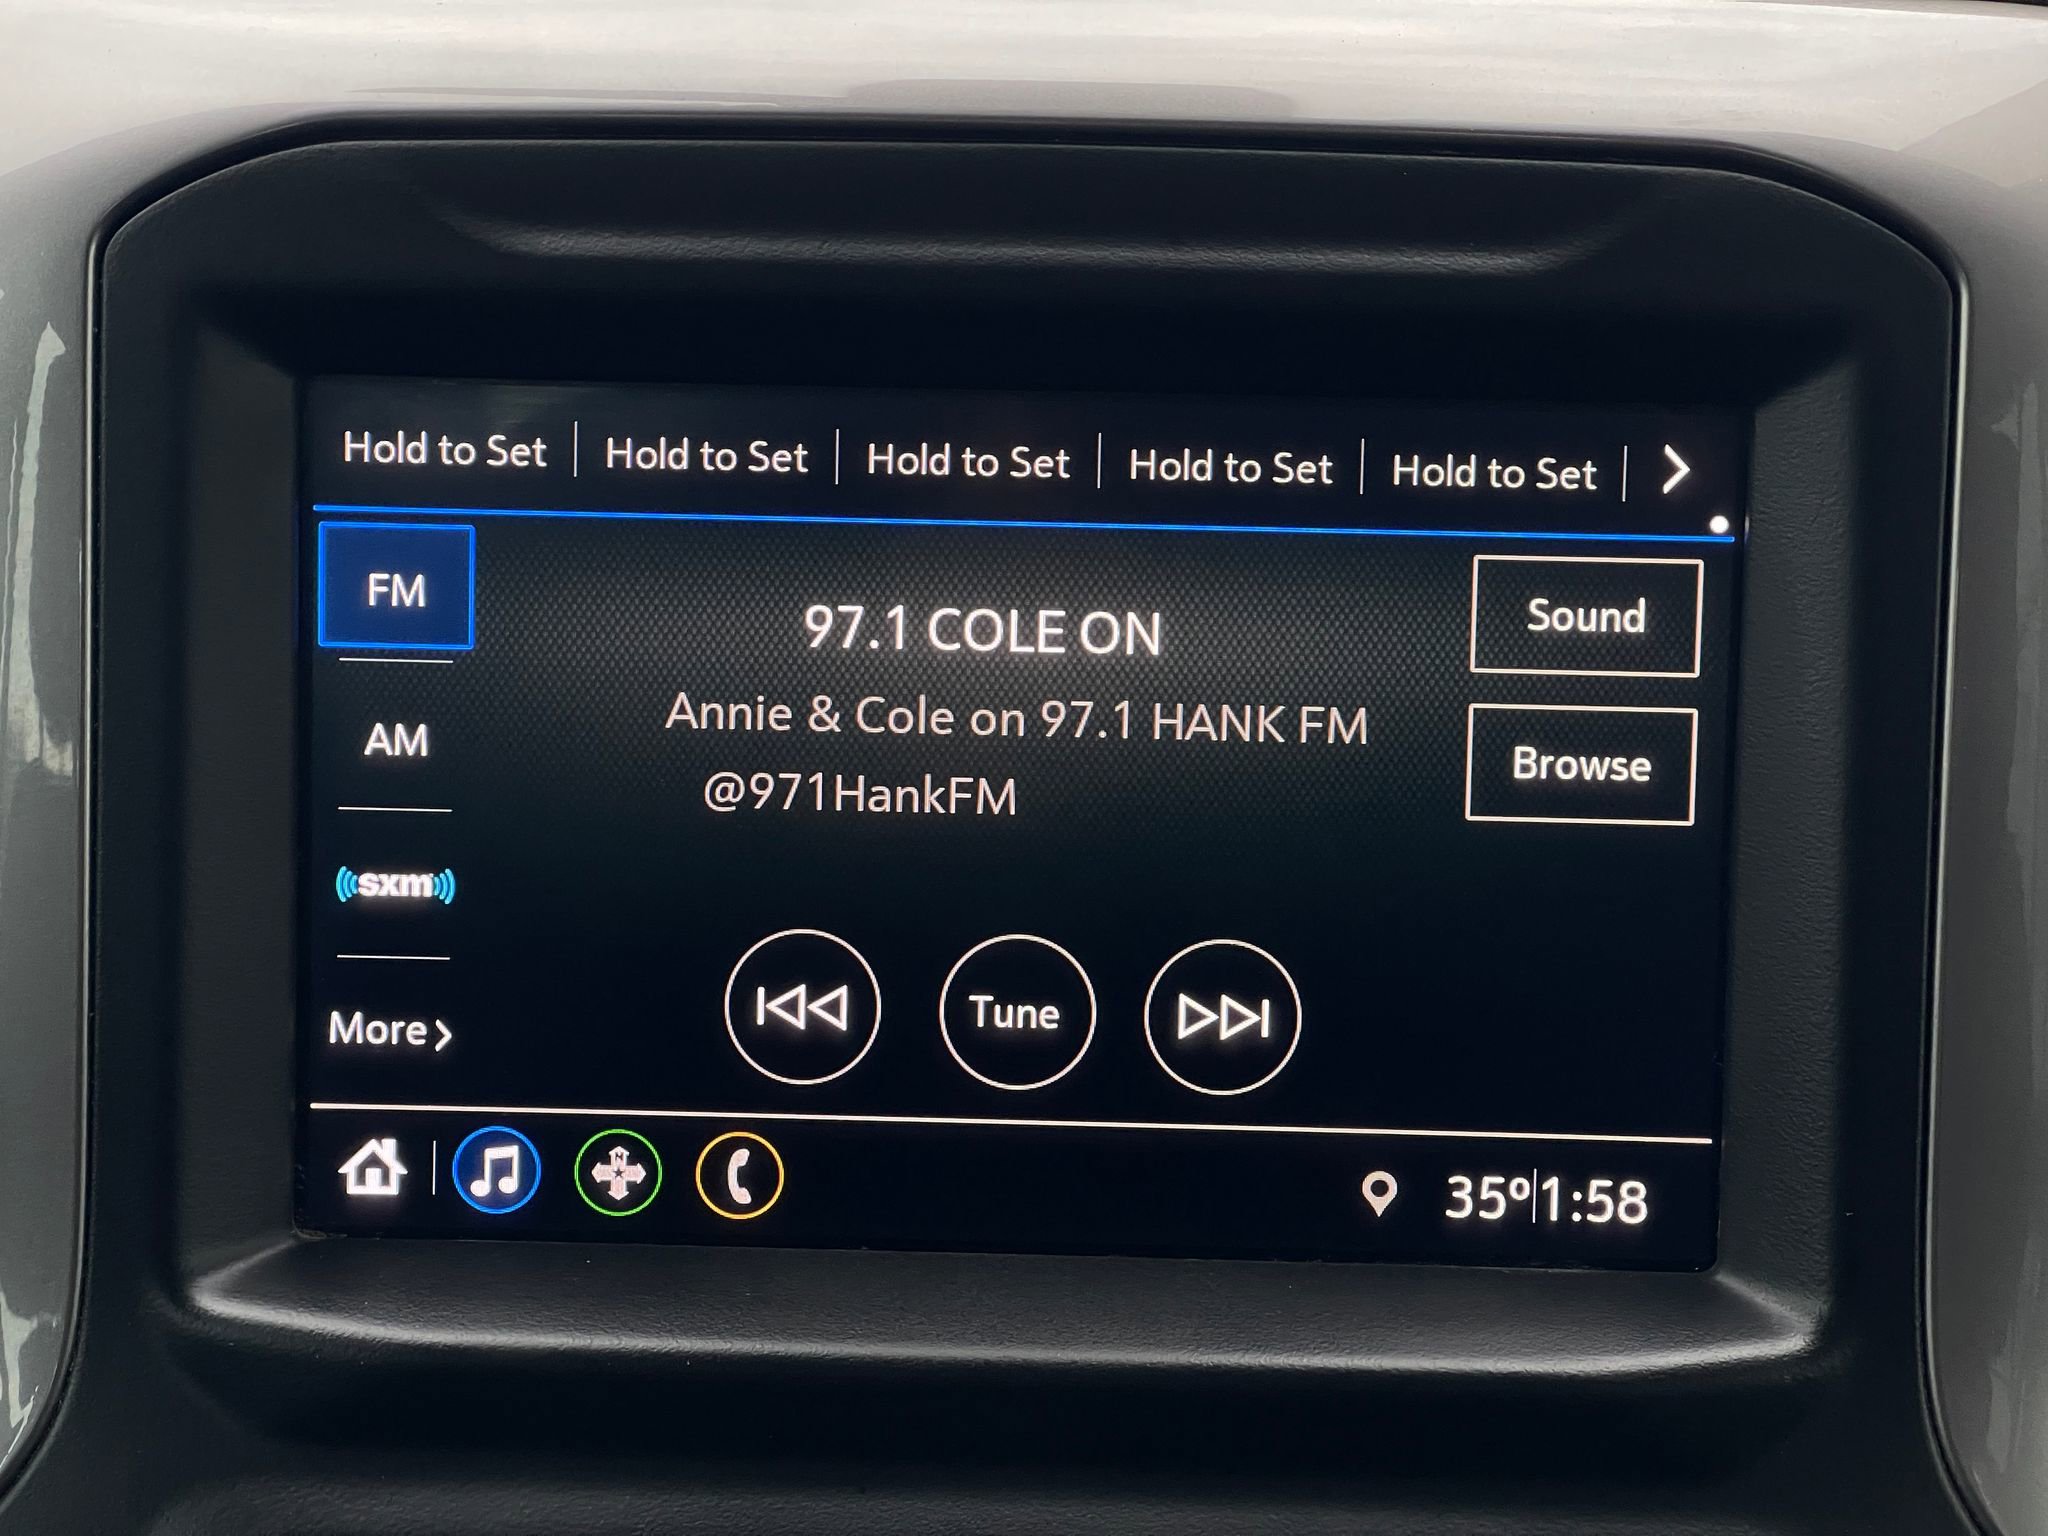 Hold to Set | Hold to Set | Hold to Set | Hold to Set | Hold to Set
FM
97.1 COLE ON
Sound
Annie & Cole on 97.1 HANK FM
AM
Browse
@971HankFM
sxm
Tune
More
35º|1:58